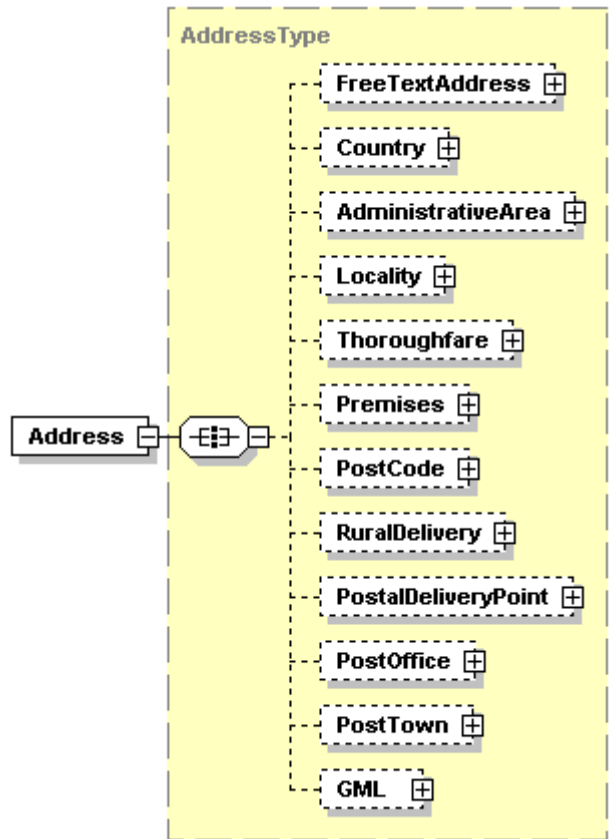 AddressType
FreeTextAddress
Country
AdministrativeArea
Locality
Thoroughfare
Address
Premises
PostCode
RuralDelivery
PostalDeliveryPoint
PostOffice
PostTown
GML